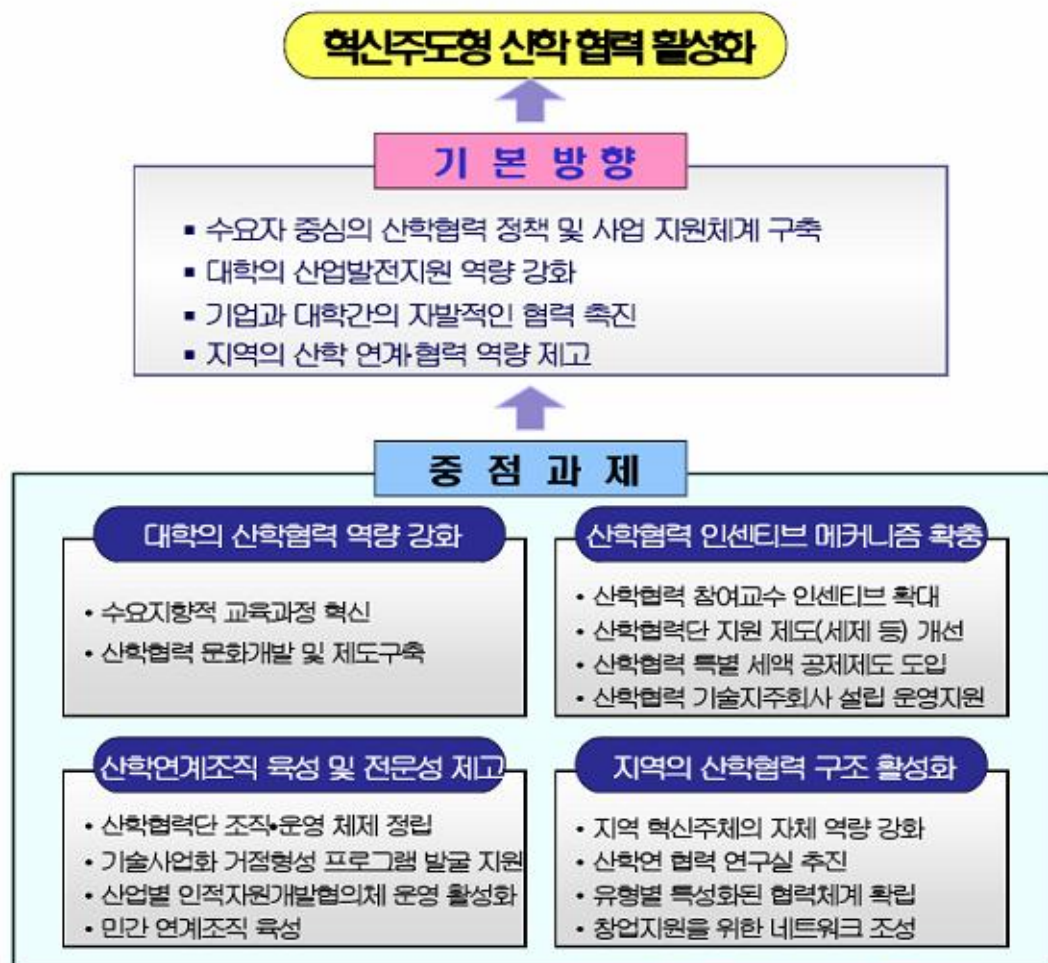 혁신주도형 산학 협력 활성화
기 본 방 향
▪ 수요자 중심의 산학협력 정책 및 사업 지원체계 구축
▪ 대학의 산업발전지원 역량 강화
▪ 기업과 대학간의 자발적인 협력 촉진
▪ 지역의 산학 연계·협력 역량 제고
중 점 과 제
대학의 산학협력 역량 강화
• 수요지향적 교육과정 혁신
• 산학협력 문화개발 및 제도구축
산학협력 인센티브 메커니즘 확충
• 산학협력 참여교수 인센티브 확대
• 산학협력단 지원 제도(세제 등) 개선
• 산학협력 특별 세액 공제제도 도입
• 산학협력 기술지주회사 설립 운영지원
산학연계조직 육성 및 전문성 제고
• 산학협력단 조직•운영 체제 정립
• 기술사업화 거점형성 프로그램 발굴 지원
• 산업별 인적자원개발협의체 운영 활성화
• 민간 연계조직 육성
지역의 산학협력 구조 활성화
• 지역 혁신주체의 자체 역량 강화
• 산학연 협력 연구실 추진
• 유형별 특성화된 협력체계 확립
• 창업지원을 위한 네트워크 조성